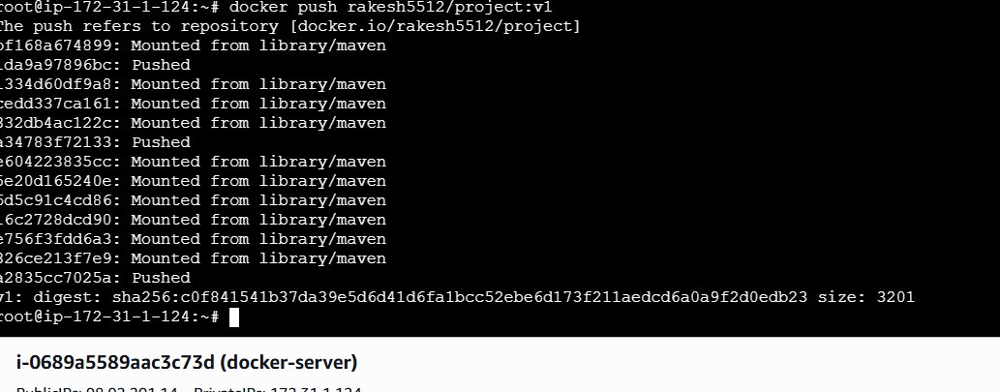 root@ip-172-31-1-124:~# docker push rakesh5512/project:v1
The push refers to repository [docker.io/rakesh5512/project]
bf168a674899: Mounted from library/maven
1da9a97896bc: Pushed
1334d60df9a8: Mounted from library/maven
cedd337ca161: Mounted from library/maven
332db4ac122c: Mounted from library/maven
a34783f72133: Pushed
e604223835cc: Mounted from library/maven
5e20d165240e: Mounted from library/maven
5d5c91c4cd86: Mounted from library/maven
16c2728dcd90: Mounted from library/maven
e756f3fdd6a3: Mounted from library/maven
326ce213f7e9: Mounted from library/maven
a2835cc7025a: Pushed
v1: digest: sha256:c0f841541b37da39e5d6d41d6fa1bcc52ebe6d173f211aedcd6a0a9f2d0edb23 size: 3201
root@ip-172-31-1-124:~#
i-0689a5589aac3c73d (docker-server)
PublicIPs: 98.92.201.14 PrivateIPs: 172.31.1.124